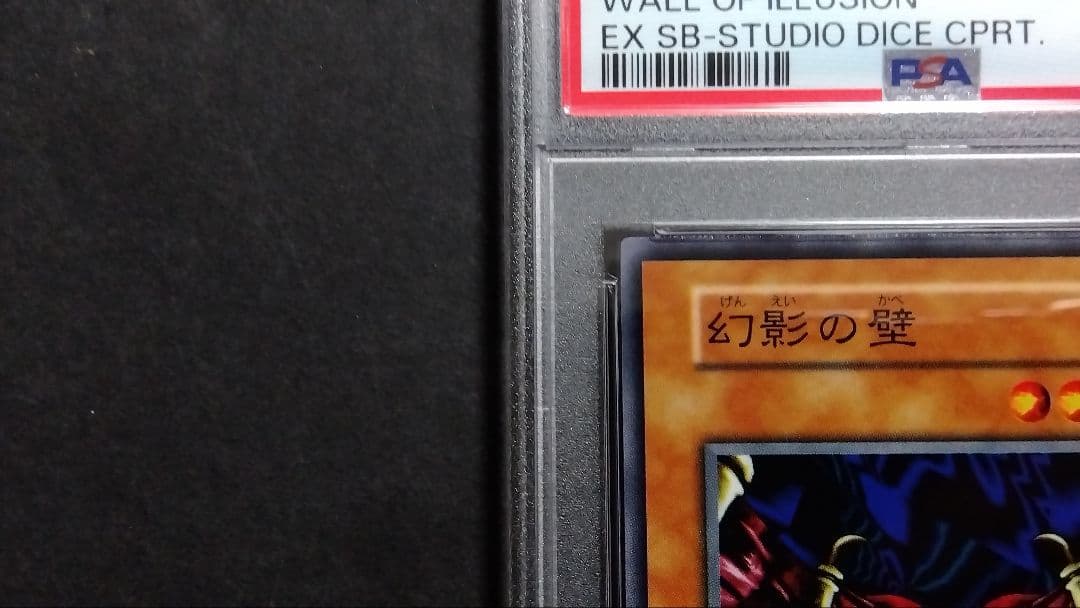 WALL OF ILLUSION
EX SB-STUDIO DICE CPRT.
PSA
げん えい かべ
幻影の壁